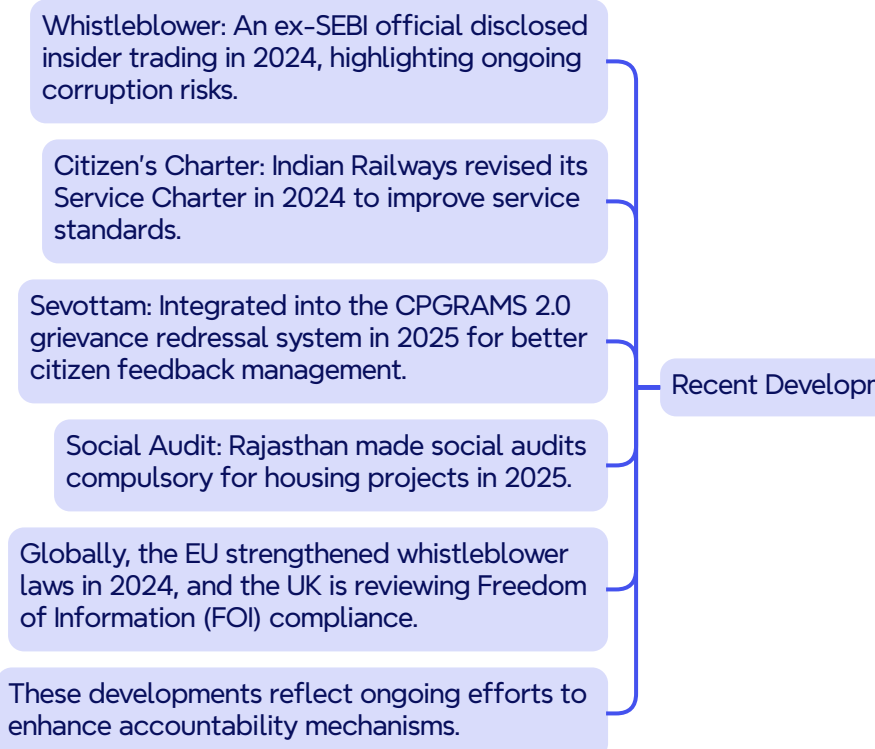 Whistleblower: An ex-SEBI official disclosed
insider trading in 2024, highlighting ongoing
corruption risks.
Citizen's Charter: Indian Railways revised its
Service Charter in 2024 to improve service
standards.
Sevottam: Integrated into the CPGRAMS 2.0
grievance redressal system in 2025 for better
citizen feedback management.
Social Audit: Rajasthan made social audits
compulsory for housing projects in 2025.
Globally, the EU strengthened whistleblower
laws in 2024, and the UK is reviewing Freedom
of Information (FOI) compliance.
These developments reflect ongoing efforts to
enhance accountability mechanisms.
Recent